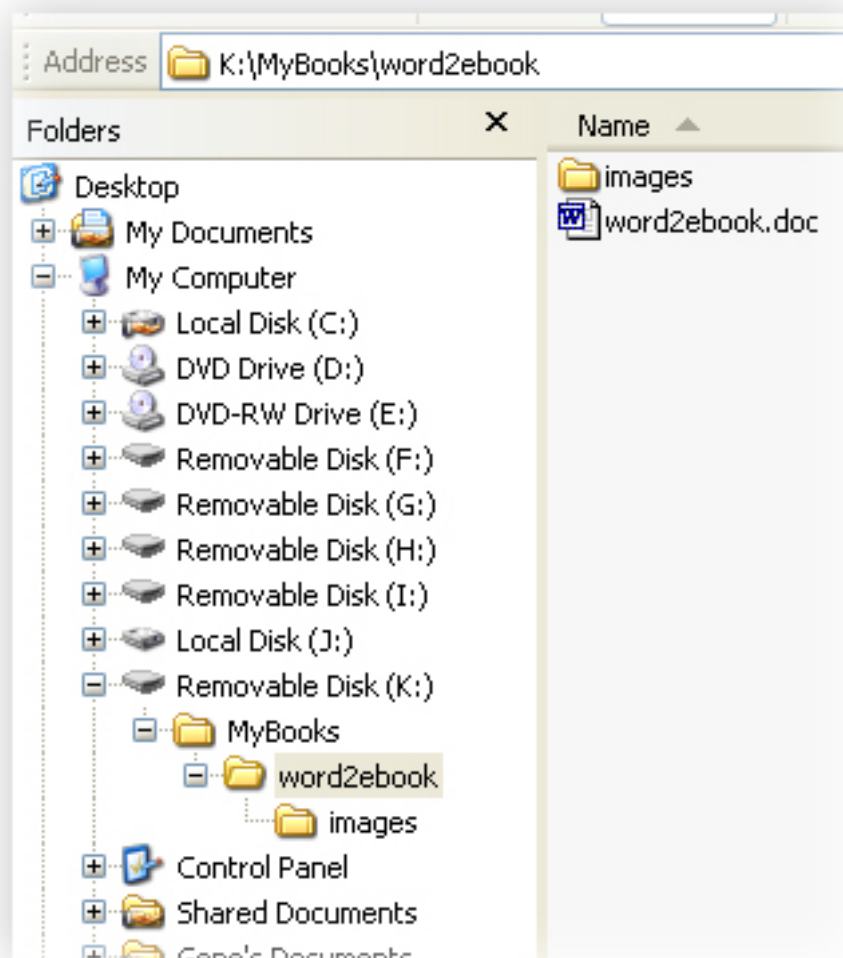 Address K:\MyBooks\word2ebook
Folders
Desktop
My Documents
My Computer
Local Disk (C:)
DVD Drive (D:)
DVD-RW Drive (E:)
Removable Disk (F:)
Removable Disk (G:)
Removable Disk (H:)
Removable Disk (I:)
Local Disk (J:)
Removable Disk (K:)
MyBooks
word2ebook
images
Control Panel
Shared Documents
Gene's Documents
Name
images
word2ebook.doc